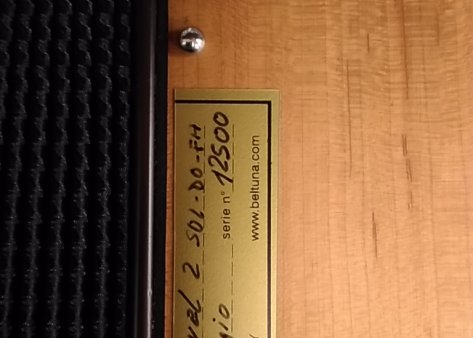 2 SOL-DO-FA
serie n° 12500
www.beltuna.com